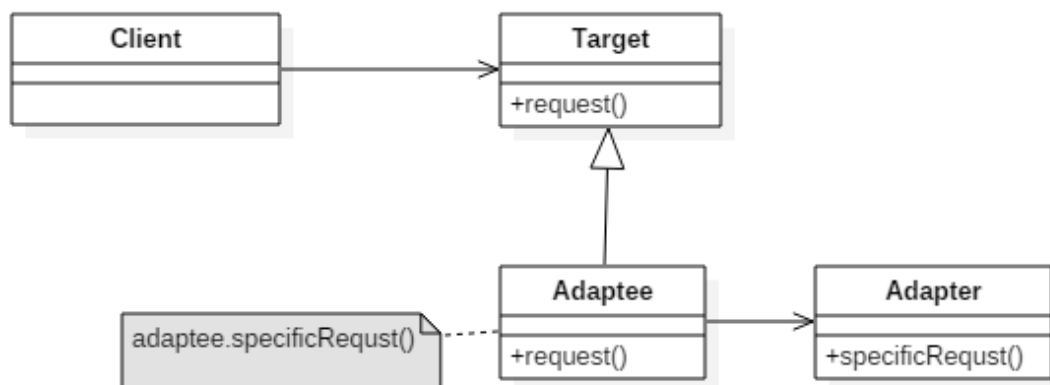 Client
Target
+request()
Adaptee
Adapter
adaptee.specificRequst()
+request()
+specificRequst()